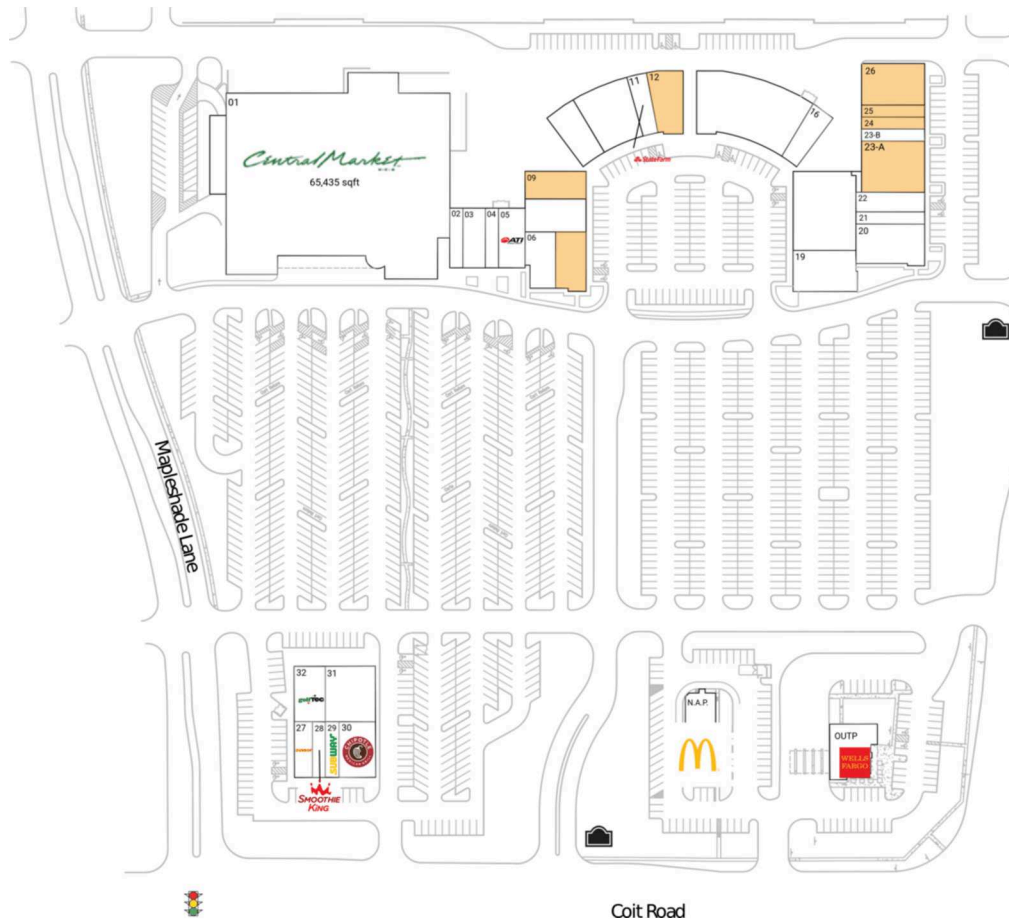 01
Central Market
H-E-B
65,435 sqft
02
03
04
05
ATI
06
09
11
12
StateFarm
16
26
25
24
23-B
23-A
22
21
20
19
Mapleshade Lane
32
31
27
28
29
30
SUBWAY
CHIPOTLE
SMOOTHIE
KING
N.A.P.
OUTP
WELLS
FARGO
Coit Road